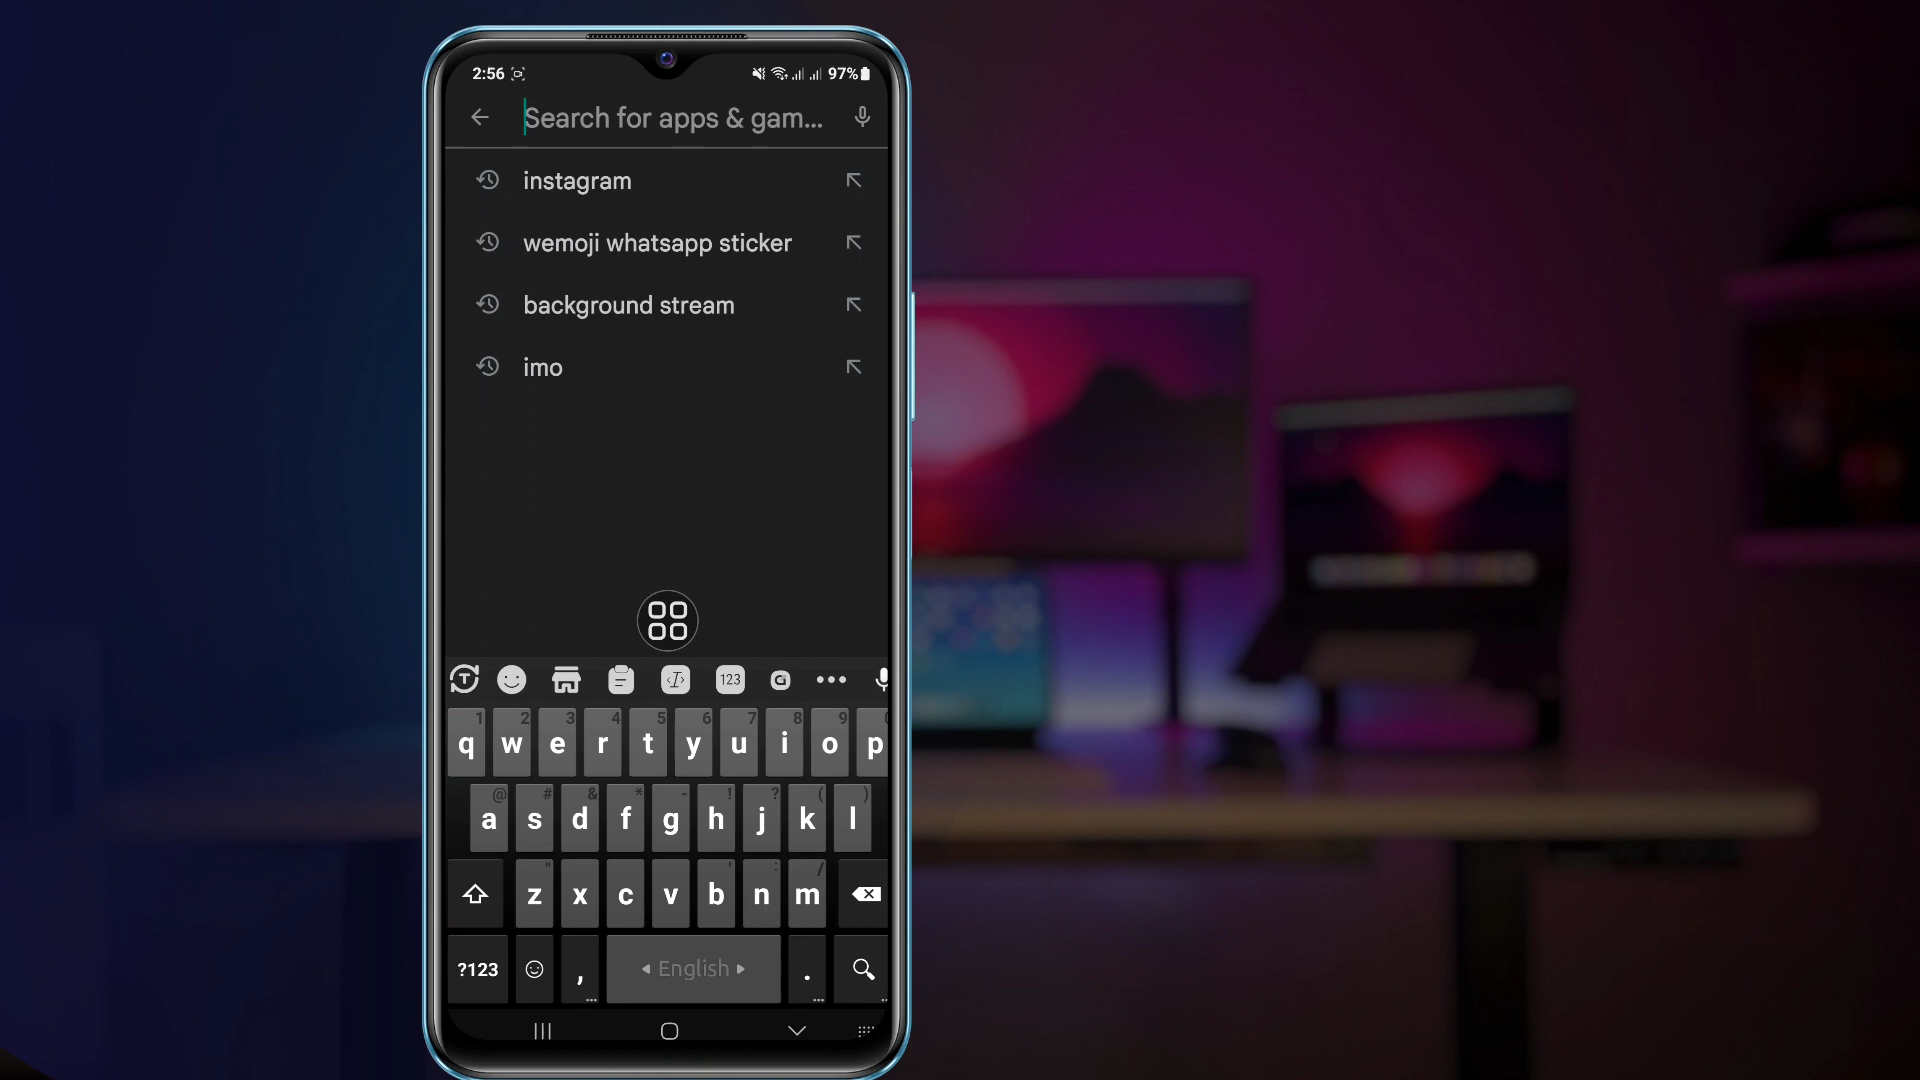 2:56 97%
Search for apps & gam...
instagram
wemoji whatsapp sticker
background stream
imo
T 123 G
1 2 3 4 5 6 7 8 9
q w e r t y u i o p
@ # & * - ! ? ( )
a s d f g h j k l
" ' : /
z x c v b n m
?123 , English .